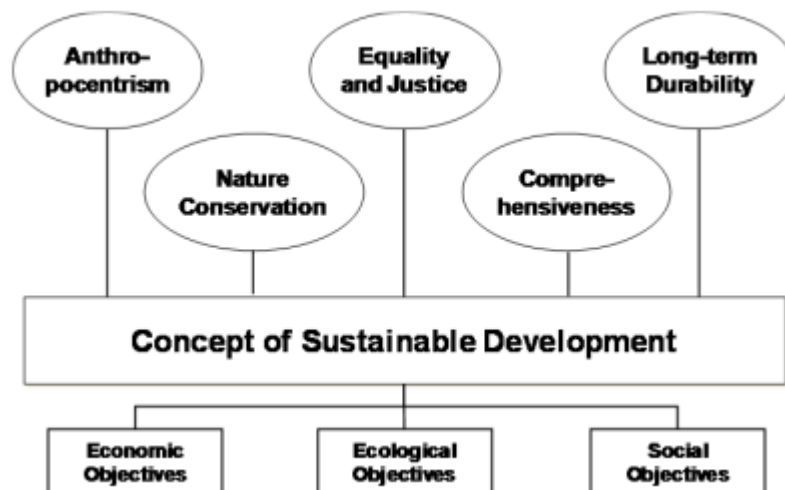 Anthro-
pocentrism
Equality
and Justice
Long-term
Durability
Nature
Conservation
Compre-
hensiveness
Concept of Sustainable Development
Economic
Objectives
Ecological
Objectives
Social
Objectives